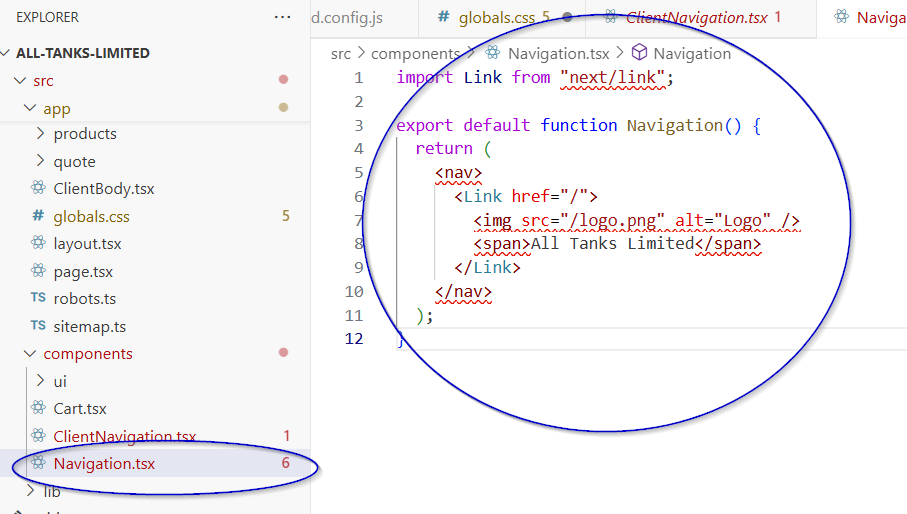 EXPLORER ...
ALL-TANKS-LIMITED
src
app
products
quote
ClientBody.tsx
# globals.css 5
layout.tsx
page.tsx
TS robots.ts
TS sitemap.ts
components
ui
Cart.tsx
ClientNavigation.tsx 1
Navigation.tsx 6
lib
d.config.js # globals.css 5 ClientNavigation.tsx 1 Naviga
src > components > Navigation.tsx > Navigation
1 import Link from "next/link";
2
3 export default function Navigation() {
4 return (
5 <nav>
6 <Link href="/">
7 <img src="/logo.png" alt="Logo" />
8 <span>All Tanks Limited</span>
9 </Link>
10 </nav>
11 );
12 }